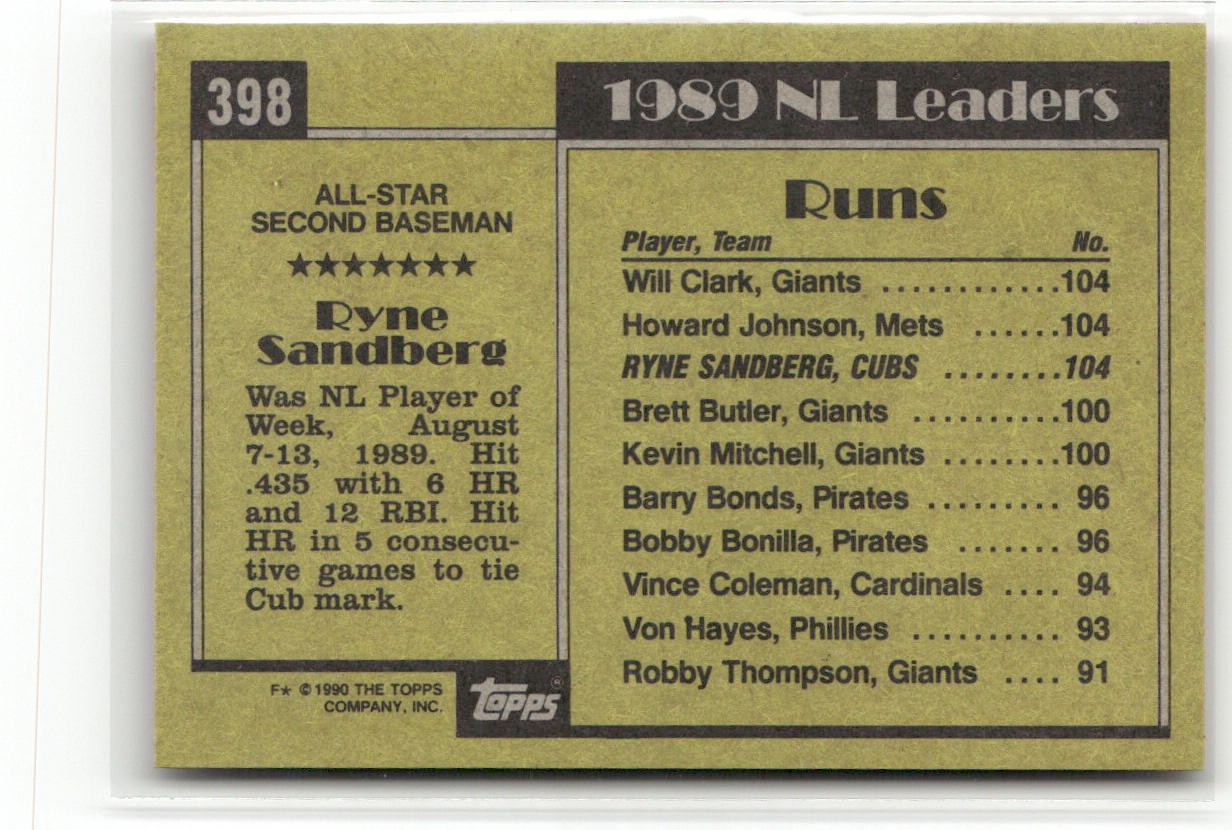 398
ALL-STAR
SECOND BASEMAN
★★★★★★★
Ryne
Sandberg
Was NL Player of
Week, August
7-13, 1989. Hit
.435 with 6 HR
and 12 RBI. Hit
HR in 5 consecu-
tive games to tie
Cub mark.
F★ © 1990 THE TOPPS
COMPANY, INC.
topps®
1989 NL Leaders
Runs
Player, Team No.
Will Clark, Giants ............104
Howard Johnson, Mets ......104
RYNE SANDBERG, CUBS ........104
Brett Butler, Giants ..........100
Kevin Mitchell, Giants ........100
Barry Bonds, Pirates ......... 96
Bobby Bonilla, Pirates ....... 96
Vince Coleman, Cardinals .... 94
Von Hayes, Phillies .......... 93
Robby Thompson, Giants .... 91